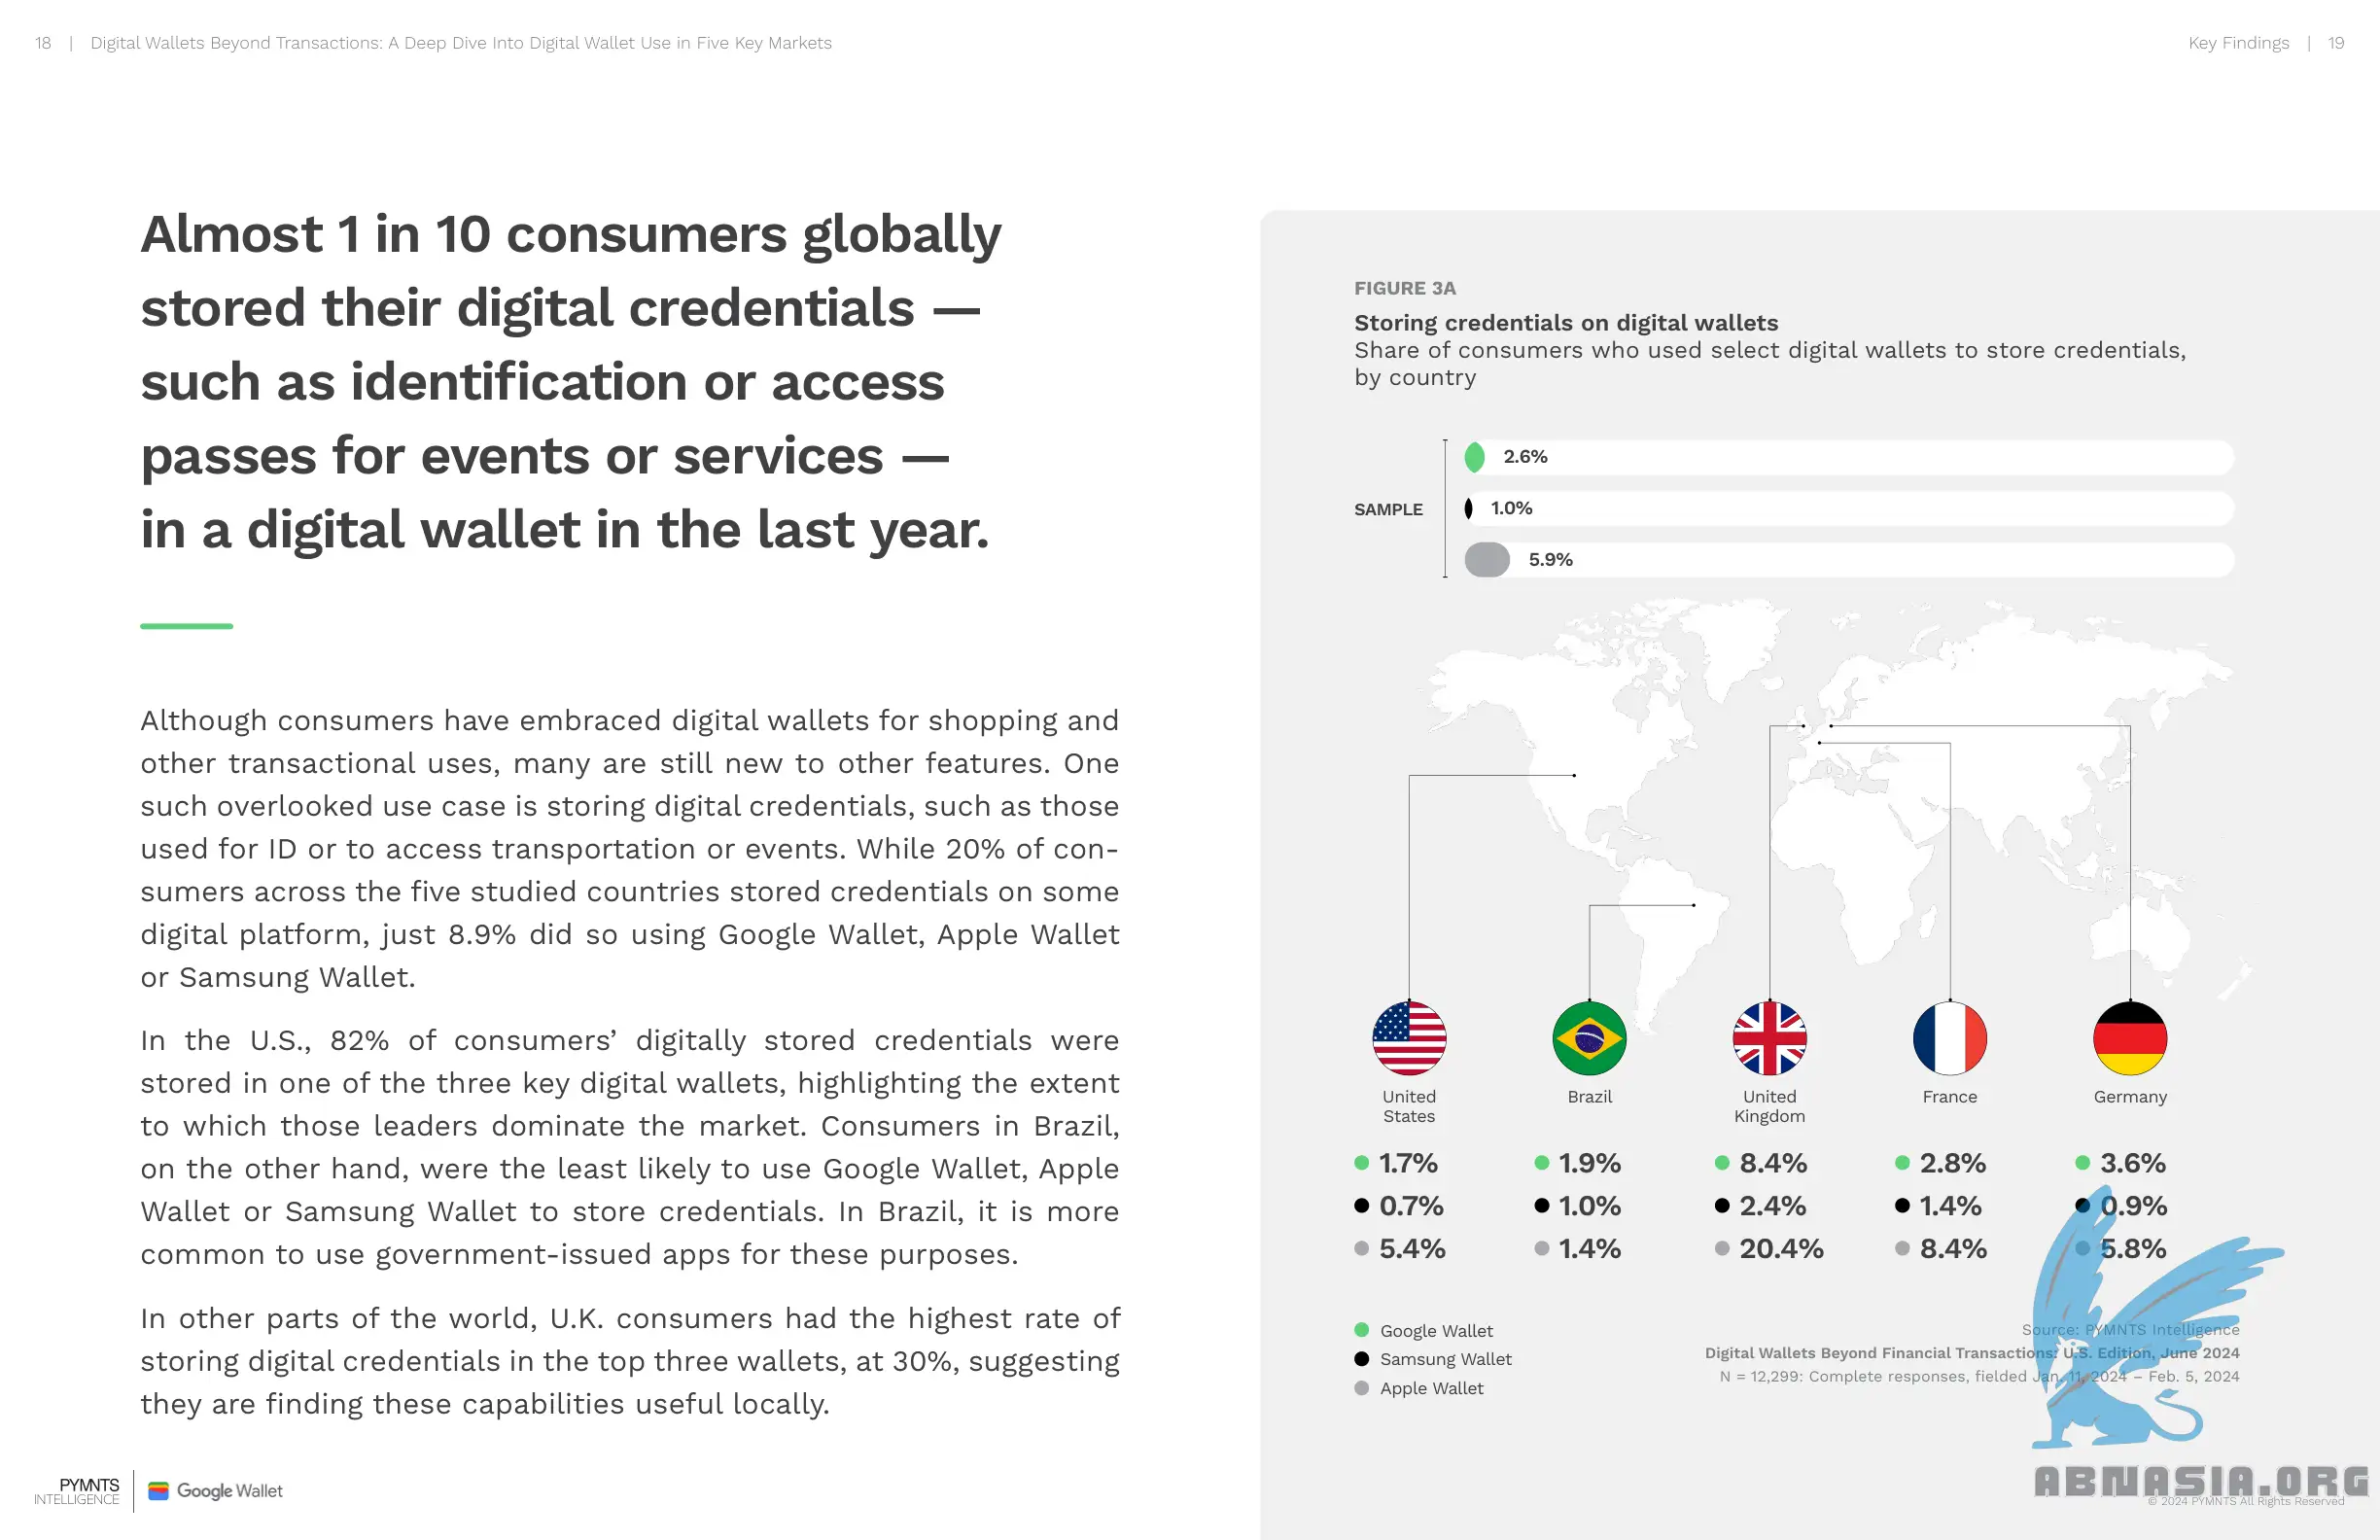 18 | Digital Wallets Beyond Transactions: A Deep Dive Into Digital Wallet Use in Five Key Markets
Key Findings | 19
Almost 1 in 10 consumers globally
stored their digital credentials —
such as identification or access
passes for events or services —
in a digital wallet in the last year.
Although consumers have embraced digital wallets for shopping and
other transactional uses, many are still new to other features. One
such overlooked use case is storing digital credentials, such as those
used for ID or to access transportation or events. While 20% of con-
sumers across the five studied countries stored credentials on some
digital platform, just 8.9% did so using Google Wallet, Apple Wallet
or Samsung Wallet.
In the U.S., 82% of consumers’ digitally stored credentials were
stored in one of the three key digital wallets, highlighting the extent
to which those leaders dominate the market. Consumers in Brazil,
on the other hand, were the least likely to use Google Wallet, Apple
Wallet or Samsung Wallet to store credentials. In Brazil, it is more
common to use government-issued apps for these purposes.
In other parts of the world, U.K. consumers had the highest rate of
storing digital credentials in the top three wallets, at 30%, suggesting
they are finding these capabilities useful locally.
PYMNTS
INTELLIGENCE
Google Wallet
FIGURE 3A
Storing credentials on digital wallets
Share of consumers who used select digital wallets to store credentials,
by country
SAMPLE
2.6%
1.0%
5.9%
United
States
1.7%
0.7%
5.4%
Brazil
1.9%
1.0%
1.4%
United
Kingdom
8.4%
2.4%
20.4%
France
2.8%
1.4%
8.4%
Germany
3.6%
0.9%
5.8%
Google Wallet
Samsung Wallet
Apple Wallet
Source: PYMNTS Intelligence
Digital Wallets Beyond Financial Transactions: U.S. Edition, June 2024
N = 12,299: Complete responses, fielded Jan. 11, 2024 – Feb. 5, 2024
ABNASIA.ORG
© 2024 PYMNTS All Rights Reserved